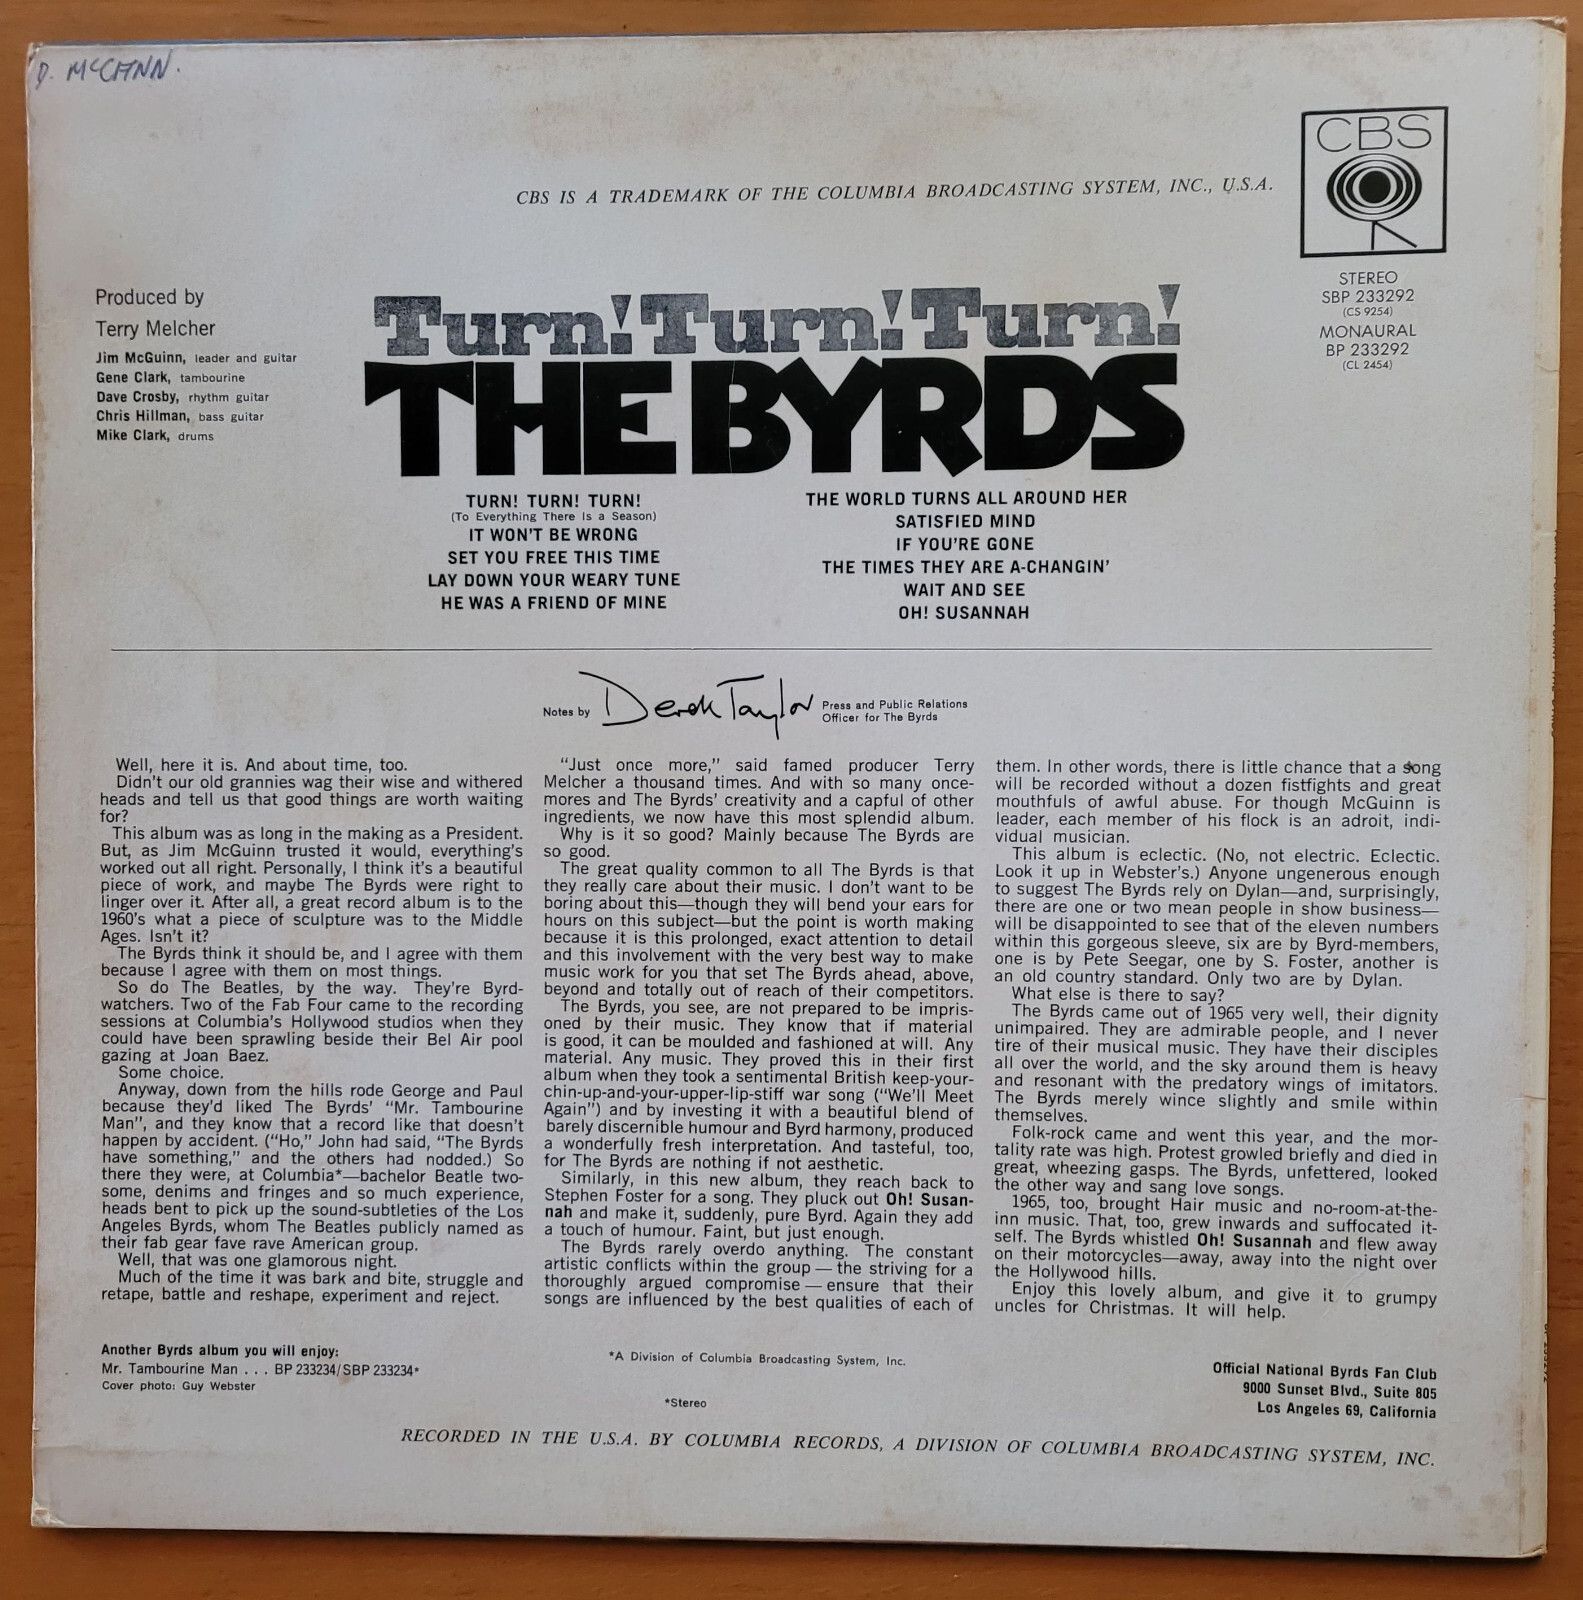 D. McCANN.
CBS
CBS IS A TRADEMARK OF THE COLUMBIA BROADCASTING SYSTEM, INC., U.S.A.
STEREO
SBP 233292
(CS 9254)
MONAURAL
BP 233292
(CL 2454)
Produced by
Terry Melcher
Jim McGuinn, leader and guitar
Gene Clark, tambourine
Dave Crosby, rhythm guitar
Chris Hillman, bass guitar
Mike Clark, drums
Turn! Turn! Turn!
THE BYRDS
TURN! TURN! TURN!
(To Everything There Is a Season)
IT WON'T BE WRONG
SET YOU FREE THIS TIME
LAY DOWN YOUR WEARY TUNE
HE WAS A FRIEND OF MINE
THE WORLD TURNS ALL AROUND HER
SATISFIED MIND
IF YOU'RE GONE
THE TIMES THEY ARE A-CHANGIN'
WAIT AND SEE
OH! SUSANNAH
Notes by Derek Taylor Press and Public Relations
Officer for The Byrds
Well, here it is. And about time, too.
Didn't our old grannies wag their wise and withered
heads and tell us that good things are worth waiting
for?
This album was as long in the making as a President.
But, as Jim McGuinn trusted it would, everything's
worked out all right. Personally, I think it's a beautiful
piece of work, and maybe The Byrds were right to
linger over it. After all, a great record album is to the
1960's what a piece of sculpture was to the Middle
Ages. Isn't it?
The Byrds think it should be, and I agree with them
because I agree with them on most things.
So do The Beatles, by the way. They're Byrd-
watchers. Two of the Fab Four came to the recording
sessions at Columbia's Hollywood studios when they
could have been sprawling beside their Bel Air pool
gazing at Joan Baez.
Some choice.
Anyway, down from the hills rode George and Paul
because they'd liked The Byrds' "Mr. Tambourine
Man", and they know that a record like that doesn't
happen by accident. ("Ho," John had said, "The Byrds
have something," and the others had nodded.) So
there they were, at Columbia*—bachelor Beatle two-
some, denims and fringes and so much experience,
heads bent to pick up the sound-subtleties of the Los
Angeles Byrds, whom The Beatles publicly named as
their fab gear fave rave American group.
Well, that was one glamorous night.
Much of the time it was bark and bite, struggle and
retape, battle and reshape, experiment and reject.
"Just once more," said famed producer Terry
Melcher a thousand times. And with so many once-
mores and The Byrds' creativity and a capful of other
ingredients, we now have this most splendid album.
Why is it so good? Mainly because The Byrds are
so good.
The great quality common to all The Byrds is that
they really care about their music. I don't want to be
boring about this—though they will bend your ears for
hours on this subject—but the point is worth making
because it is this prolonged, exact attention to detail
and this involvement with the very best way to make
music work for you that set The Byrds ahead, above,
beyond and totally out of reach of their competitors.
The Byrds, you see, are not prepared to be impris-
oned by their music. They know that if material
is good, it can be moulded and fashioned at will. Any
material. Any music. They proved this in their first
album when they took a sentimental British keep-your-
chin-up-and-your-upper-lip-stiff war song ("We'll Meet
Again") and by investing it with a beautiful blend of
barely discernible humour and Byrd harmony, produced
a wonderfully fresh interpretation. And tasteful, too,
for The Byrds are nothing if not aesthetic.
Similarly, in this new album, they reach back to
Stephen Foster for a song. They pluck out Oh! Susan-
nah and make it, suddenly, pure Byrd. Again they add
a touch of humour. Faint, but just enough.
The Byrds rarely overdo anything. The constant
artistic conflicts within the group — the striving for a
thoroughly argued compromise — ensure that their
songs are influenced by the best qualities of each of
them. In other words, there is little chance that a song
will be recorded without a dozen fistfights and great
mouthfuls of awful abuse. For though McGuinn is
leader, each member of his flock is an adroit, indi-
vidual musician.
This album is eclectic. (No, not electric. Eclectic.
Look it up in Webster's.) Anyone ungenerous enough
to suggest The Byrds rely on Dylan—and, surprisingly,
there are one or two mean people in show business—
will be disappointed to see that of the eleven numbers
within this gorgeous sleeve, six are by Byrd-members,
one is by Pete Seegar, one by S. Foster, another is
an old country standard. Only two are by Dylan.
What else is there to say?
The Byrds came out of 1965 very well, their dignity
unimpaired. They are admirable people, and I never
tire of their musical music. They have their disciples
all over the world, and the sky around them is heavy
and resonant with the predatory wings of imitators.
The Byrds merely wince slightly and smile within
themselves.
Folk-rock came and went this year, and the mor-
tality rate was high. Protest growled briefly and died in
great, wheezing gasps. The Byrds, unfettered, looked
the other way and sang love songs.
1965, too, brought Hair music and no-room-at-the-
inn music. That, too, grew inwards and suffocated it-
self. The Byrds whistled Oh! Susannah and flew away
on their motorcycles—away, away into the night over
the Hollywood hills.
Enjoy this lovely album, and give it to grumpy
uncles for Christmas. It will help.
Another Byrds album you will enjoy:
Mr. Tambourine Man . . . BP 233234/SBP 233234*
Cover photo: Guy Webster
*A Division of Columbia Broadcasting System, Inc.
*Stereo
Official National Byrds Fan Club
9000 Sunset Blvd., Suite 805
Los Angeles 69, California
RECORDED IN THE U.S.A. BY COLUMBIA RECORDS, A DIVISION OF COLUMBIA BROADCASTING SYSTEM, INC.